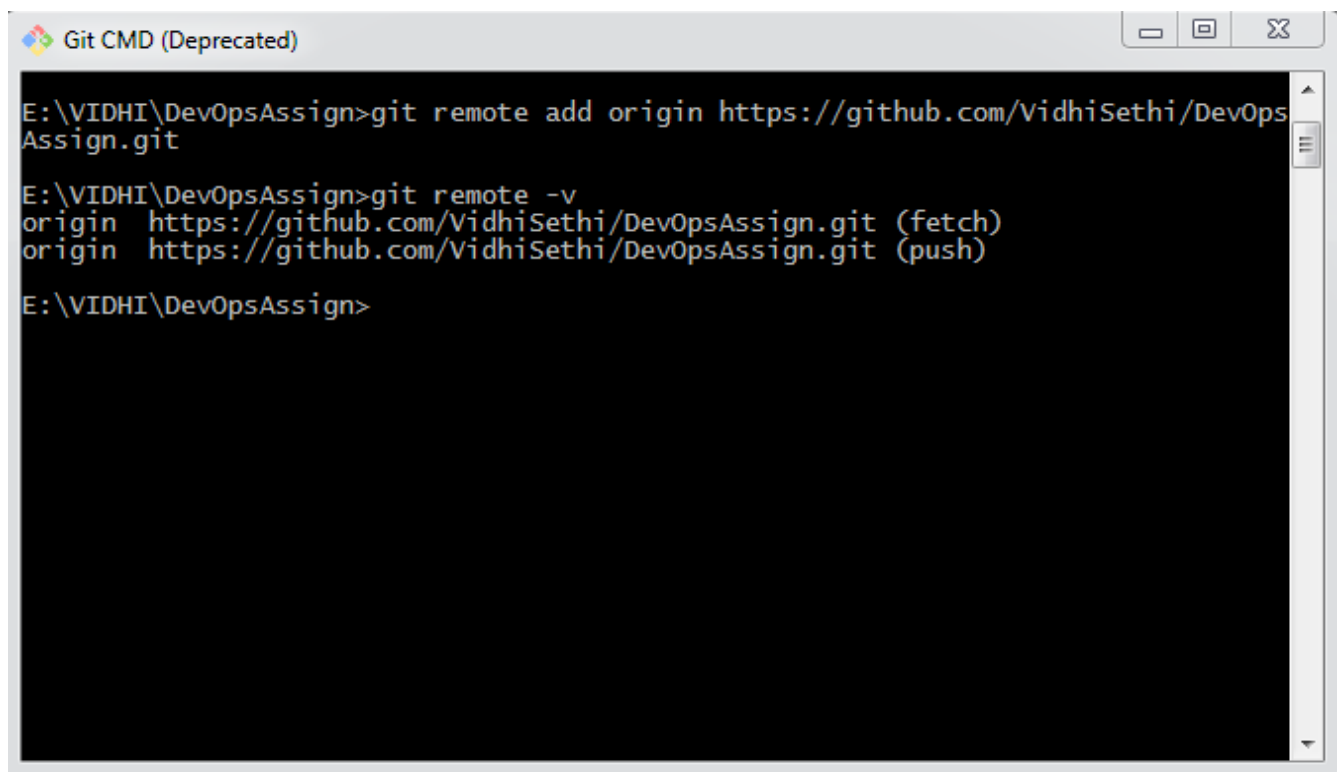 Git CMD (Deprecated)
E:\VIDHI\DevOpsAssign>git remote add origin https://github.com/VidhiSethi/DevOps
Assign.git
E:\VIDHI\DevOpsAssign>git remote -v
origin  https://github.com/VidhiSethi/DevOpsAssign.git (fetch)
origin  https://github.com/VidhiSethi/DevOpsAssign.git (push)
E:\VIDHI\DevOpsAssign>